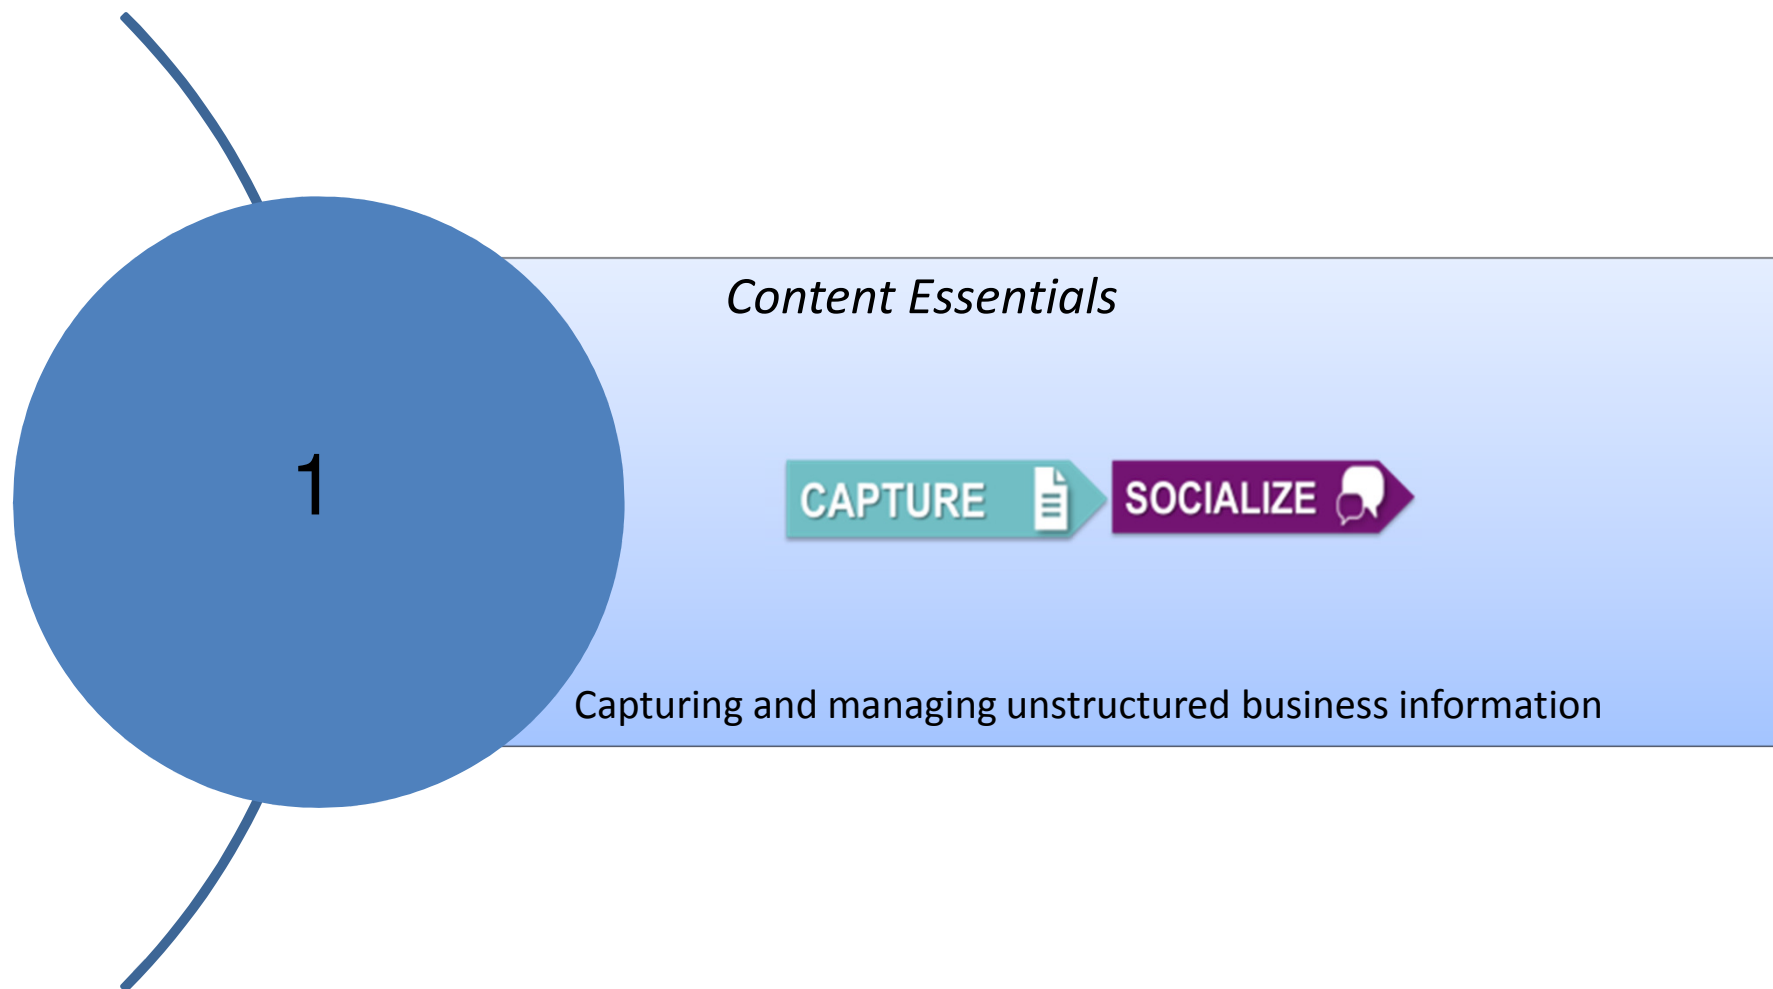 Content Essentials
1
CAPTURE
SOCIALIZE
Capturing and managing unstructured business information